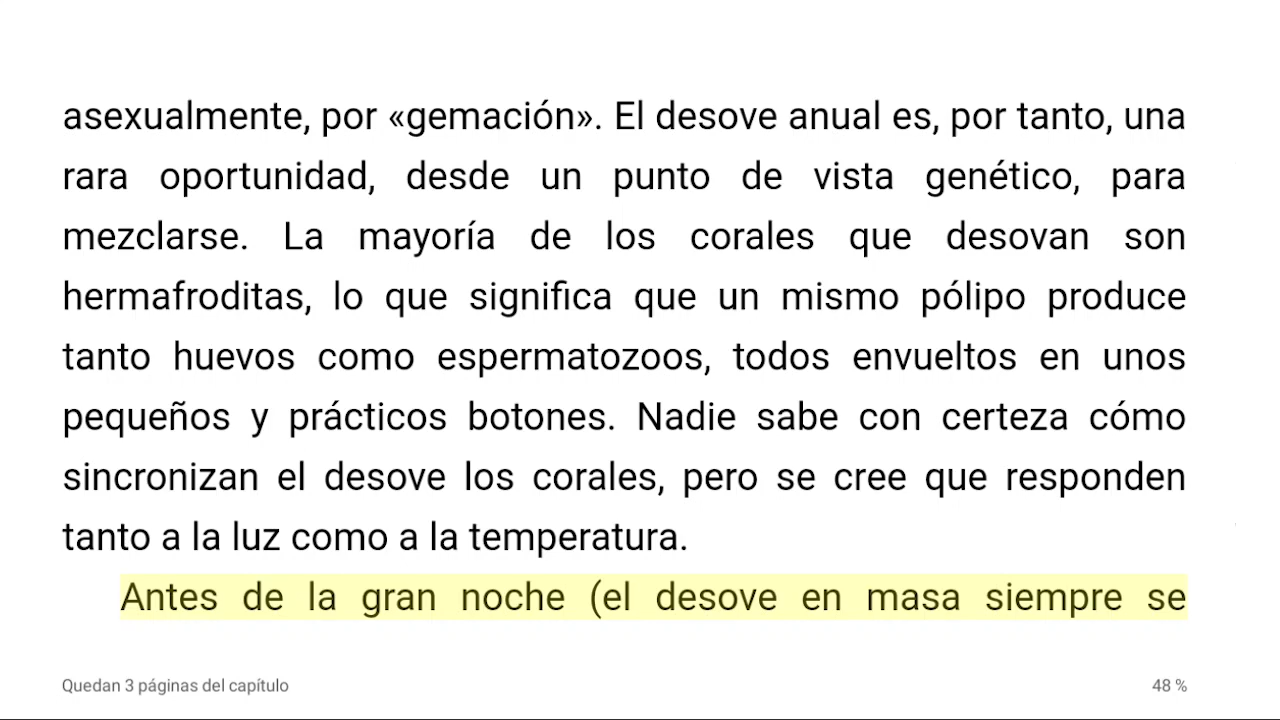 asexualmente, por «gemación». El desove anual es, por tanto, una
rara oportunidad, desde un punto de vista genético, para
mezclarse. La mayoría de los corales que desovan son
hermafroditas, lo que significa que un mismo pólipo produce
tanto huevos como espermatozoos, todos envueltos en unos
pequeños y prácticos botones. Nadie sabe con certeza cómo
sincronizan el desove los corales, pero se cree que responden
tanto a la luz como a la temperatura.
Antes de la gran noche (el desove en masa siempre se
Quedan 3 páginas del capítulo
48 %